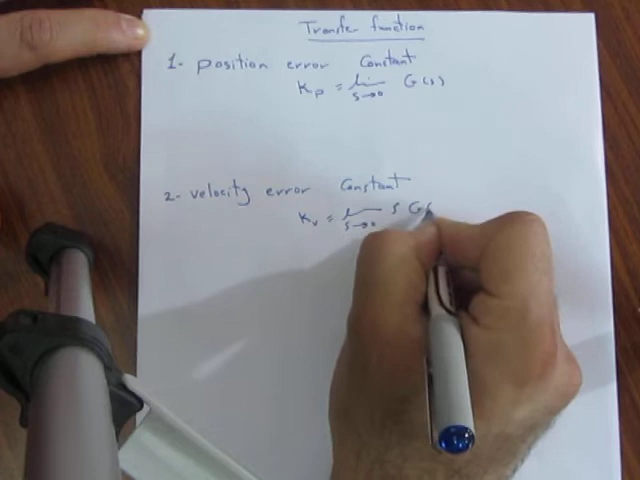 Transfer function
1- position error Constant
Kp = lim s→0 G(s)
2- velocity error Constant
Kv = lim s→0 s G(